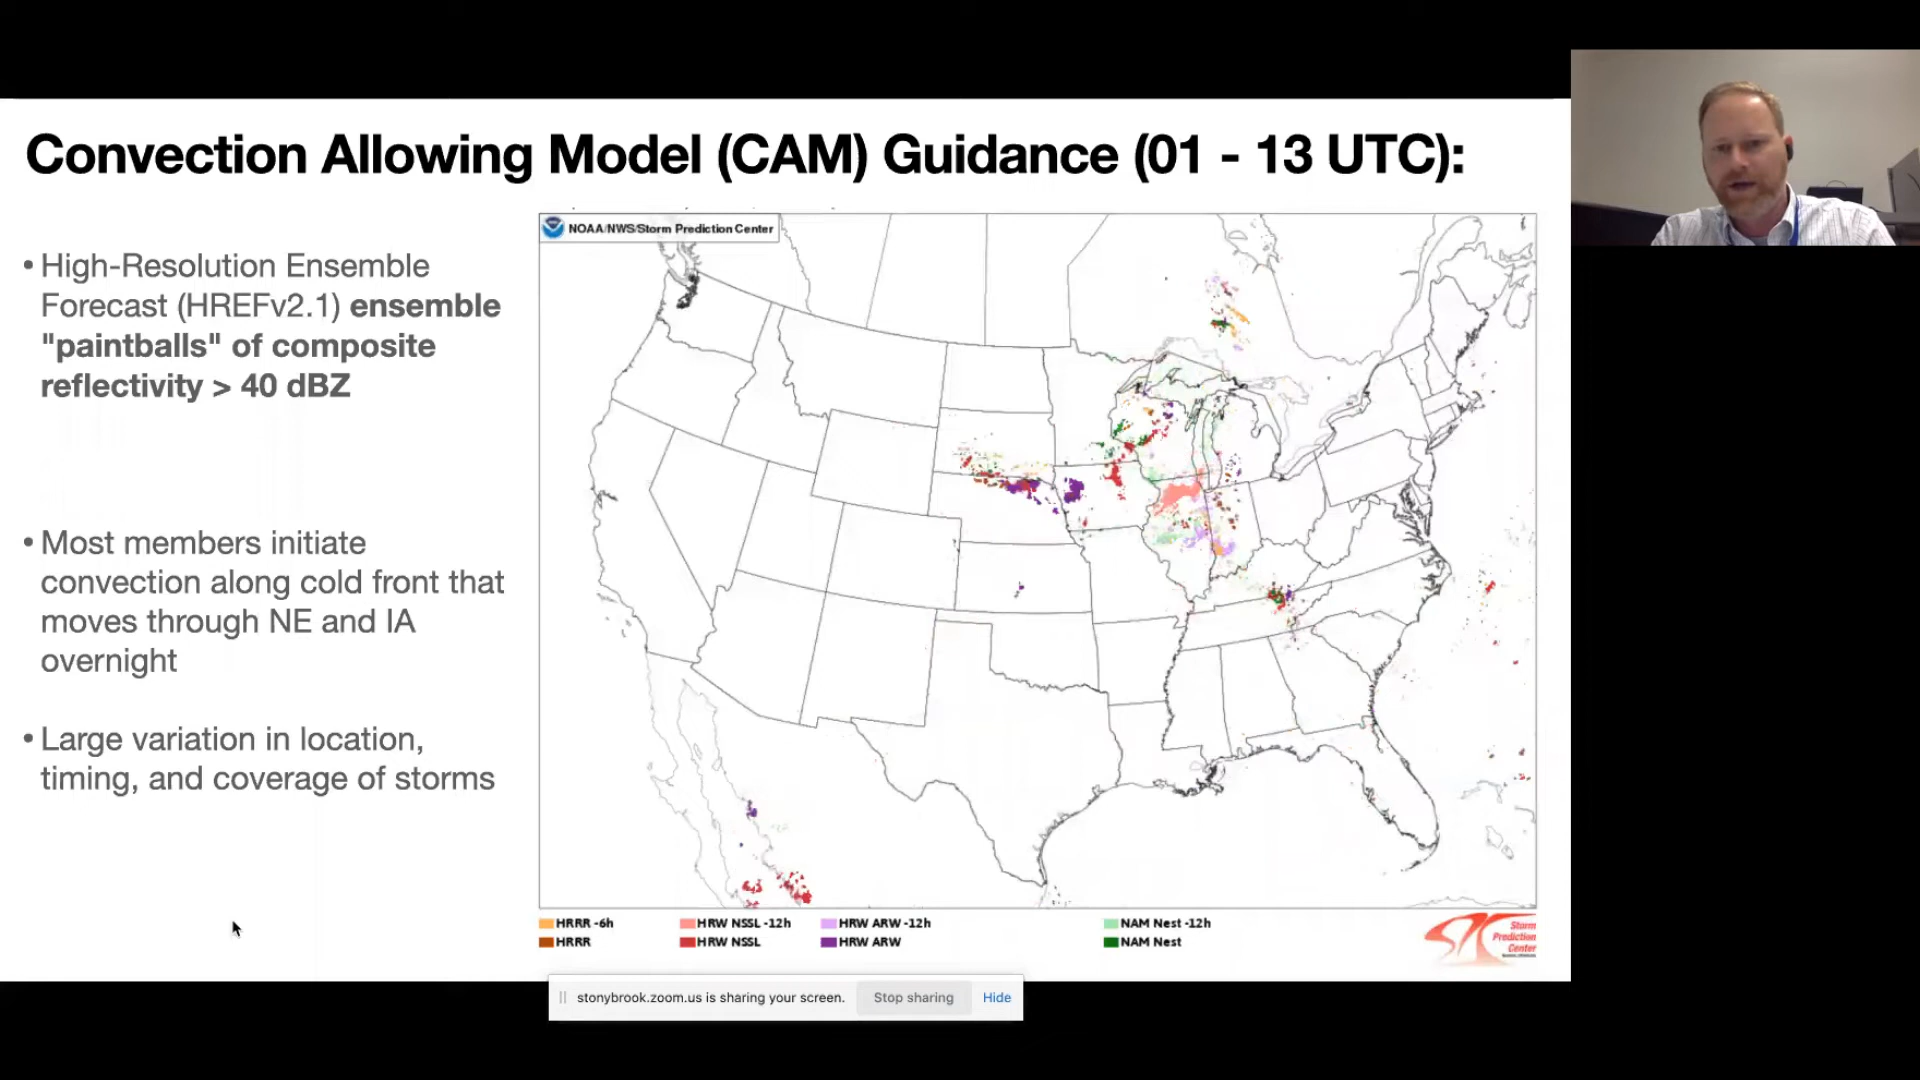 Convection Allowing Model (CAM) Guidance (01 - 13 UTC):
• High-Resolution Ensemble
Forecast (HREFv2.1) ensemble
"paintballs" of composite
reflectivity > 40 dBZ
• Most members initiate
convection along cold front that
moves through NE and IA
overnight
• Large variation in location,
timing, and coverage of storms
NOAA/NWS/Storm Prediction Center
HRRR -6h HRW NSSL -12h HRW ARW -12h NAM Nest -12h
HRRR HRW NSSL HRW ARW NAM Nest
Storm
Prediction
Center
stonybrook.zoom.us is sharing your screen. Stop sharing Hide